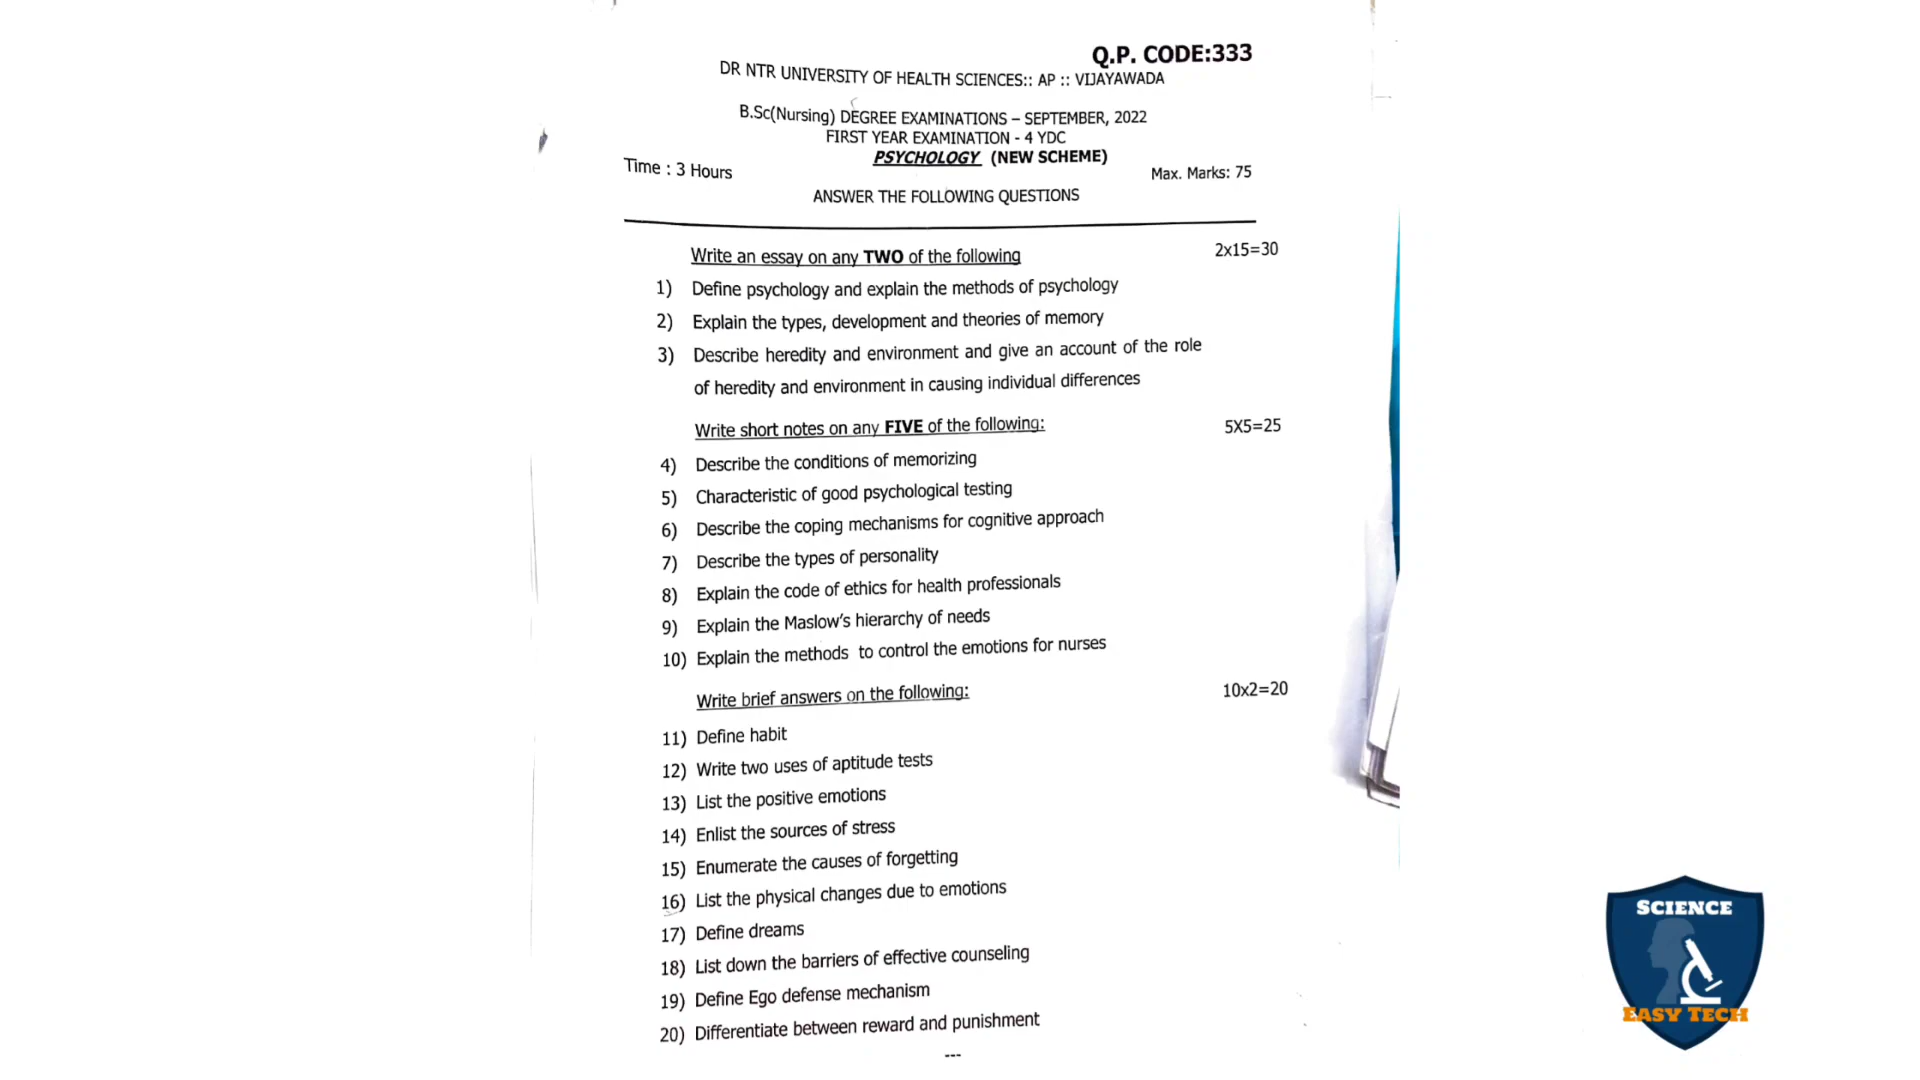 Q.P. CODE:333
DR NTR UNIVERSITY OF HEALTH SCIENCES:: AP :: VIJAYAWADA
B.Sc(Nursing) DEGREE EXAMINATIONS – SEPTEMBER, 2022
FIRST YEAR EXAMINATION - 4 YDC
PSYCHOLOGY (NEW SCHEME)
Time : 3 Hours Max. Marks: 75
ANSWER THE FOLLOWING QUESTIONS
Write an essay on any TWO of the following 2x15=30
1) Define psychology and explain the methods of psychology
2) Explain the types, development and theories of memory
3) Describe heredity and environment and give an account of the role
of heredity and environment in causing individual differences
Write short notes on any FIVE of the following: 5X5=25
4) Describe the conditions of memorizing
5) Characteristic of good psychological testing
6) Describe the coping mechanisms for cognitive approach
7) Describe the types of personality
8) Explain the code of ethics for health professionals
9) Explain the Maslow's hierarchy of needs
10) Explain the methods to control the emotions for nurses
Write brief answers on the following: 10x2=20
11) Define habit
12) Write two uses of aptitude tests
13) List the positive emotions
14) Enlist the sources of stress
15) Enumerate the causes of forgetting
16) List the physical changes due to emotions
17) Define dreams
18) List down the barriers of effective counseling
19) Define Ego defense mechanism
20) Differentiate between reward and punishment
---
SCIENCE
EASY TECH